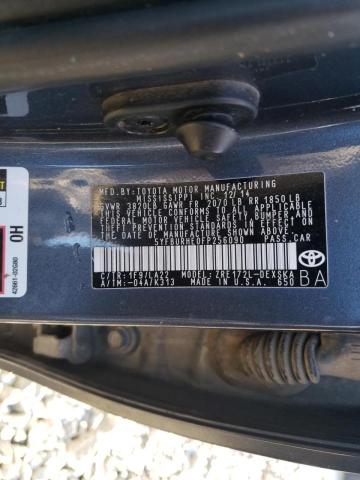 MFD.BY:TOYOTA MOTOR MANUFACTURING
MISSISSIPPI INC. 12/14
GVWR 3820LB GAWR FR 2070 LB RR 1850 LB
THIS VEHICLE CONFORMS TO ALL APPLICABLE
FEDERAL MOTOR VEHICLE SAFETY, BUMPER, AND
THEFT PREVENTION STANDARDS IN EFFECT ON
THE DATE OF MANUFACTURE SHOWN ABOVE.
5YFBURHE0FP256090 PASS.CAR
C/TR:1F9/LA22 MODEL: ZRE172L-DEXSKA
A/TM:-04A/K313 MADE IN U.S.A. 650
BA
0H
42661-02G80